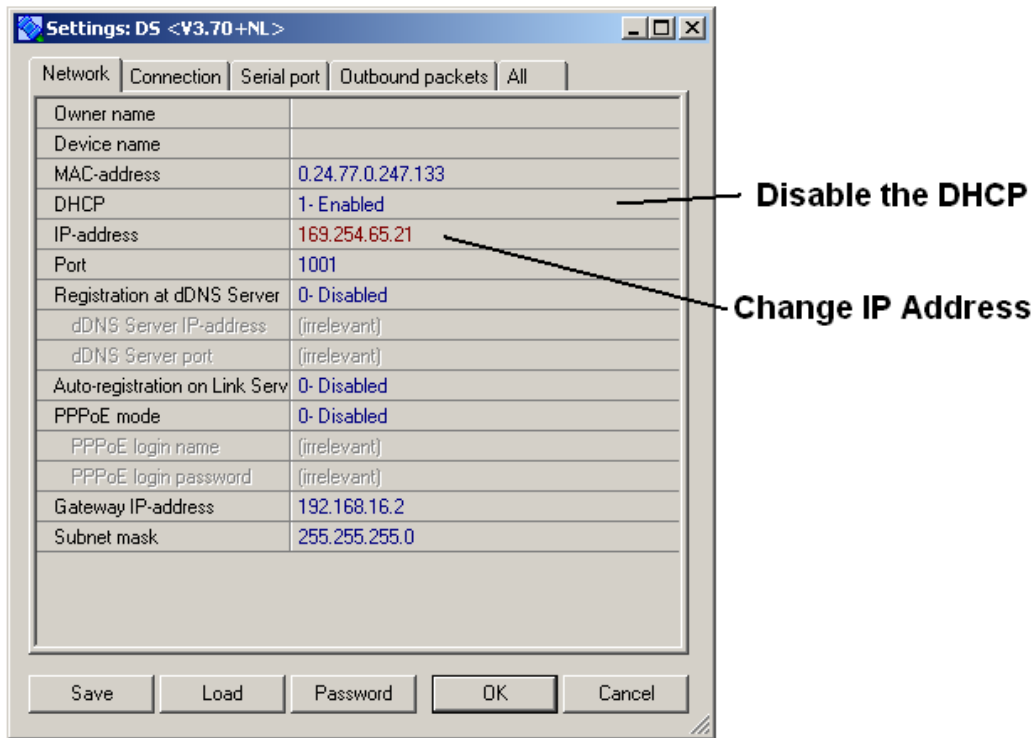 Settings: DS <V3.70+NL>
Network Connection Serial port Outbound packets All
Owner name
Device name
MAC-address 0.24.77.0.247.133
DHCP 1- Enabled
Disable the DHCP
IP-address 169.254.65.21
Port 1001
Registration at dDNS Server 0- Disabled
Change IP Address
dDNS Server IP-address (irrelevant)
dDNS Server port (irrelevant)
Auto-registration on Link Serv 0- Disabled
PPPoE mode 0- Disabled
PPPoE login name (irrelevant)
PPPoE login password (irrelevant)
Gateway IP-address 192.168.16.2
Subnet mask 255.255.255.0
Save Load Password OK Cancel